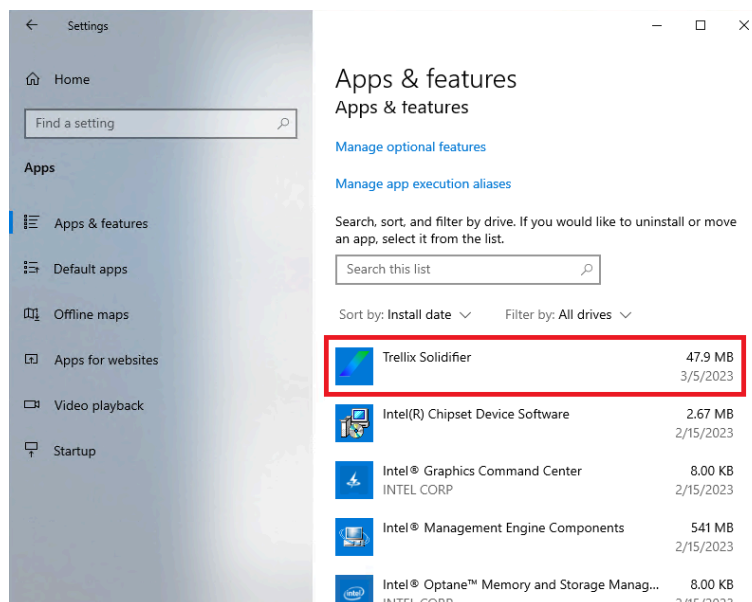 Settings
Home
Find a setting
Apps
Apps & features
Default apps
Offline maps
Apps for websites
Video playback
Startup
Apps & features
Apps & features
Manage optional features
Manage app execution aliases
Search, sort, and filter by drive. If you would like to uninstall or move
an app, select it from the list.
Search this list
Sort by: Install date Filter by: All drives
Trellix Solidifier 47.9 MB
3/5/2023
Intel(R) Chipset Device Software 2.67 MB
2/15/2023
Intel® Graphics Command Center 8.00 KB
INTEL CORP 2/15/2023
Intel® Management Engine Components 541 MB
2/15/2023
Intel® Optane™ Memory and Storage Manag... 8.00 KB
INTEL CORP 2/15/2023